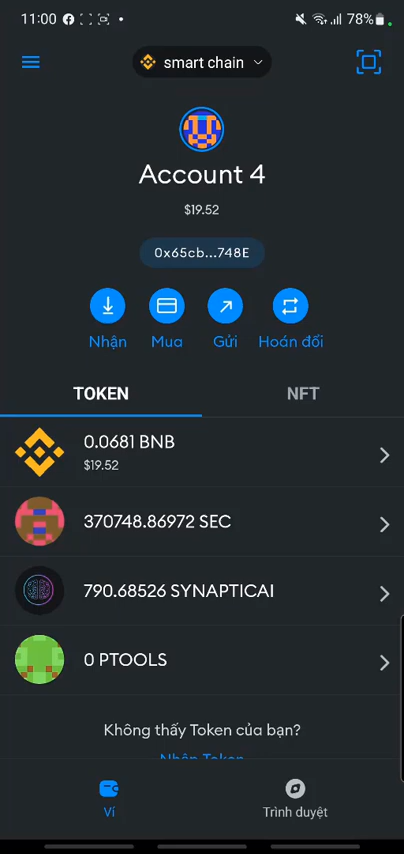 11:00
78%
smart chain
Account 4
$19.52
0x65cb...748E
Nhận Mua Gửi Hoán đổi
TOKEN NFT
0.0681 BNB
$19.52
370748.86972 SEC
790.68526 SYNAPTICAI
0 PTOOLS
Không thấy Token của bạn?
Nhập Token
Ví Trình duyệt